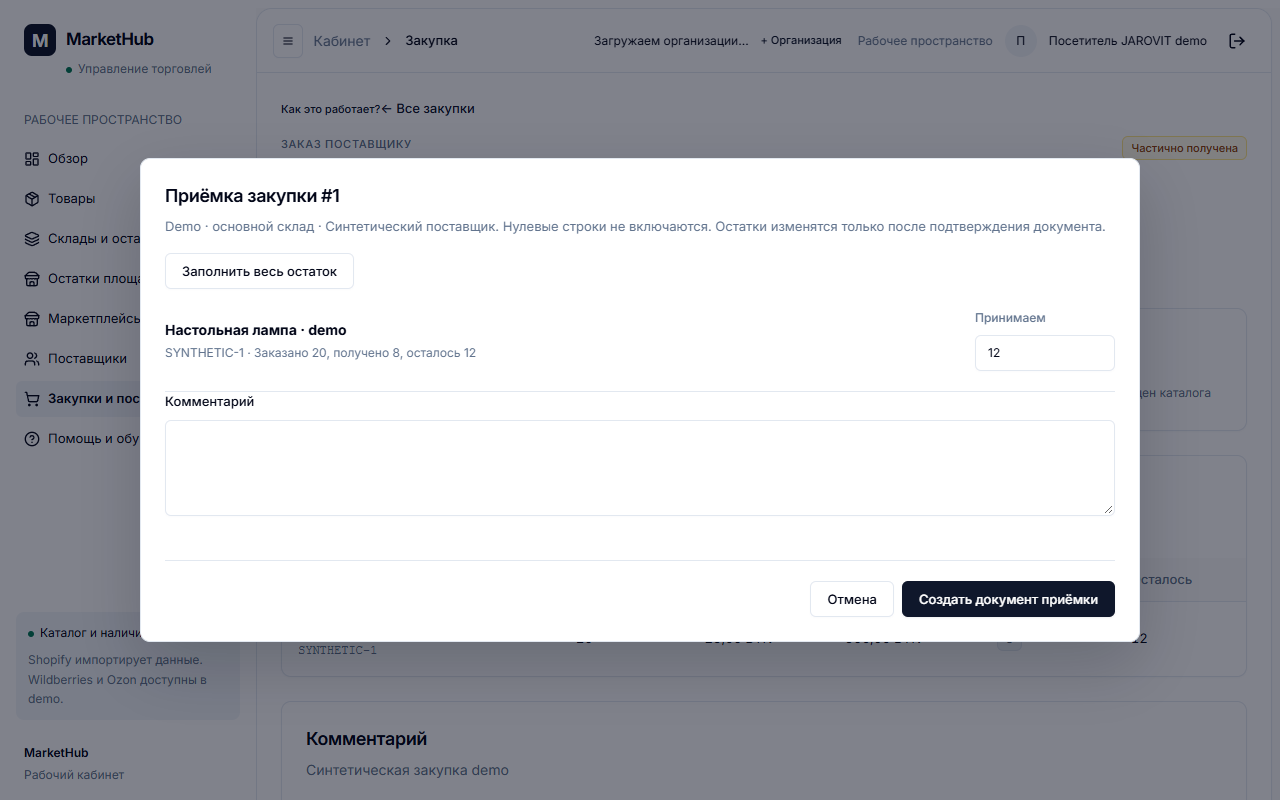 M MarketHub
Управление торговлей
РАБОЧЕЕ ПРОСТРАНСТВО
Обзор
Товары
Склады и оста
Остатки площа
Маркетплейсы
Поставщики
Закупки и пос
Помощь и обу
Каталог и наличи
Shopify импортирует данные.
Wildberries и Ozon доступны в
demo.
MarketHub
Рабочий кабинет
Кабинет > Закупка
Загружаем организации...
+ Организация
Рабочее пространство
П
Посетитель JAROVIT demo
Как это работает?← Все закупки
ЗАКАЗ ПОСТАВЩИКУ
Частично получена
Приёмка закупки #1
Demo · основной склад · Синтетический поставщик. Нулевые строки не включаются. Остатки изменятся только после подтверждения документа.
Заполнить весь остаток
Настольная лампа · demo
SYNTHETIC-1 · Заказано 20, получено 8, осталось 12
Принимаем
12
Комментарий
Отмена
Создать документ приёмки
ен каталога
сталось
SYNTHETIC-1
Комментарий
Синтетическая закупка demo